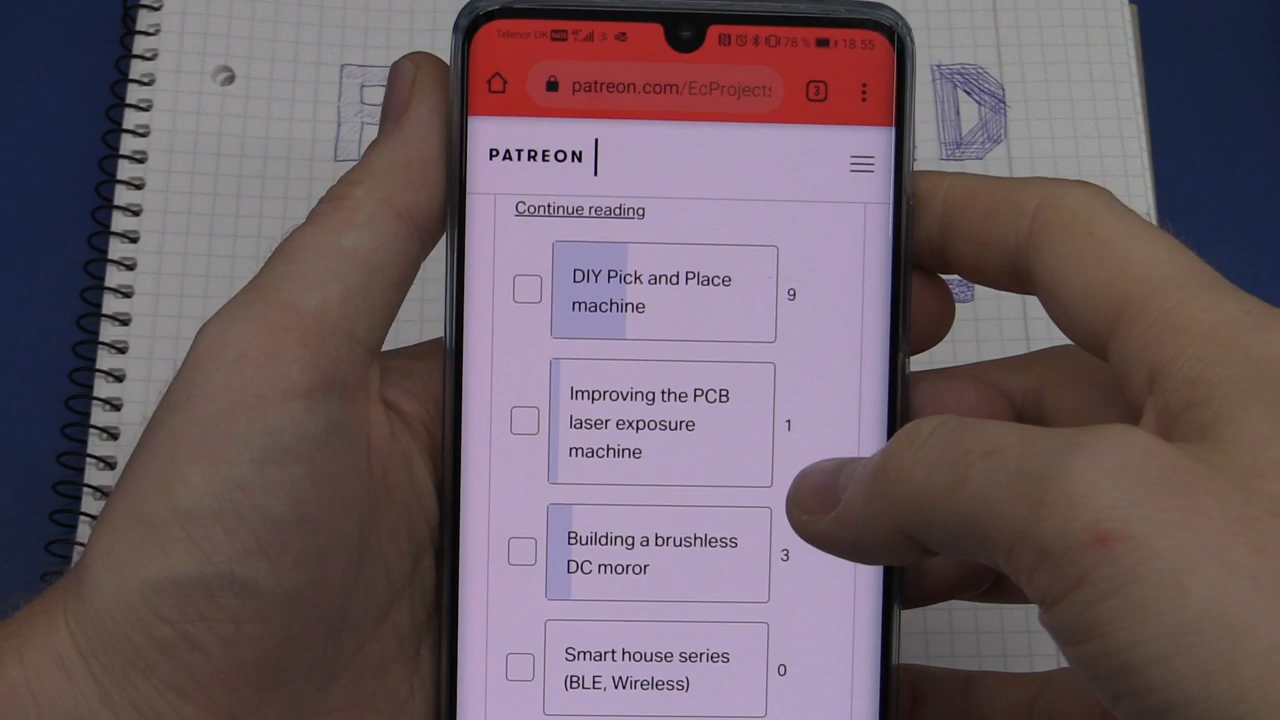 Telenor DK
78 %
18.55
patreon.com/EcProjects
3
PATREON
Continue reading
DIY Pick and Place
machine
9
Improving the PCB
laser exposure
machine
1
Building a brushless
DC moror
3
Smart house series
(BLE, Wireless)
0
D